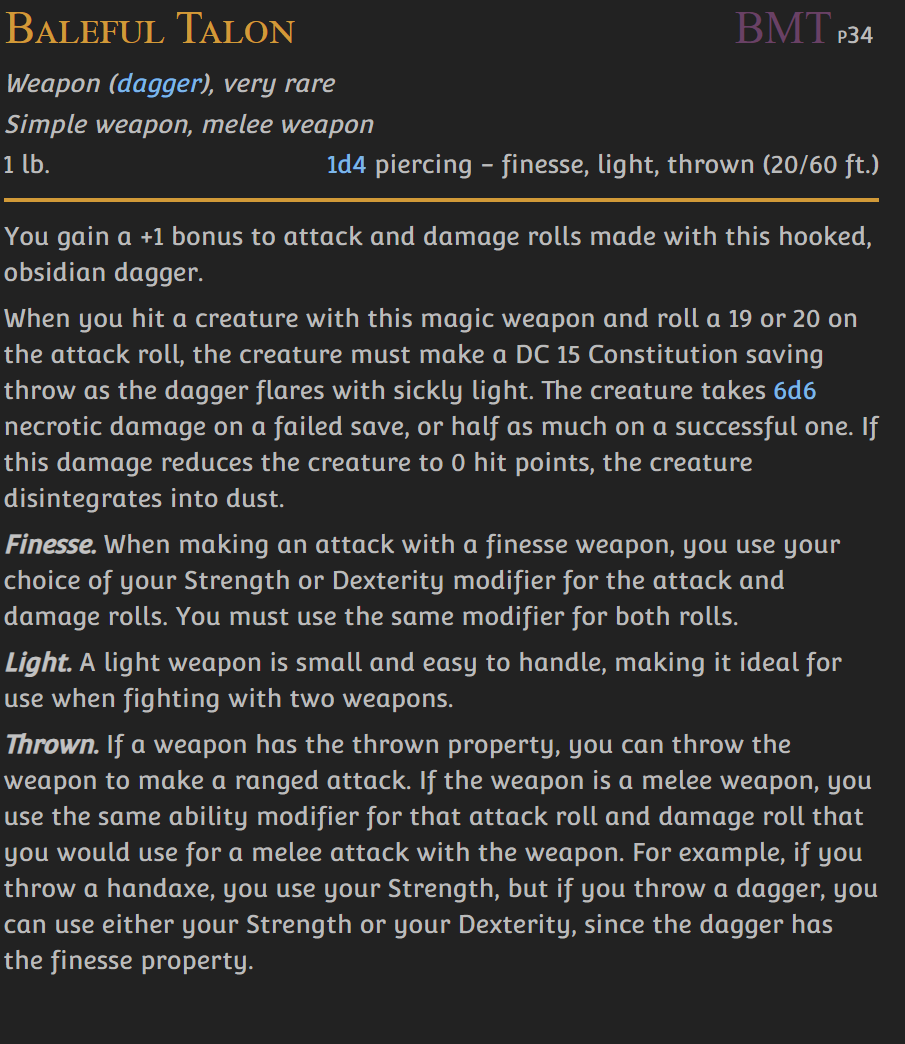 Baleful Talon BMT P34
Weapon (dagger), very rare
Simple weapon, melee weapon
1 lb. 1d4 piercing – finesse, light, thrown (20/60 ft.)
You gain a +1 bonus to attack and damage rolls made with this hooked,
obsidian dagger.
When you hit a creature with this magic weapon and roll a 19 or 20 on
the attack roll, the creature must make a DC 15 Constitution saving
throw as the dagger flares with sickly light. The creature takes 6d6
necrotic damage on a failed save, or half as much on a successful one. If
this damage reduces the creature to 0 hit points, the creature
disintegrates into dust.
Finesse. When making an attack with a finesse weapon, you use your
choice of your Strength or Dexterity modifier for the attack and
damage rolls. You must use the same modifier for both rolls.
Light. A light weapon is small and easy to handle, making it ideal for
use when fighting with two weapons.
Thrown. If a weapon has the thrown property, you can throw the
weapon to make a ranged attack. If the weapon is a melee weapon, you
use the same ability modifier for that attack roll and damage roll that
you would use for a melee attack with the weapon. For example, if you
throw a handaxe, you use your Strength, but if you throw a dagger, you
can use either your Strength or your Dexterity, since the dagger has
the finesse property.